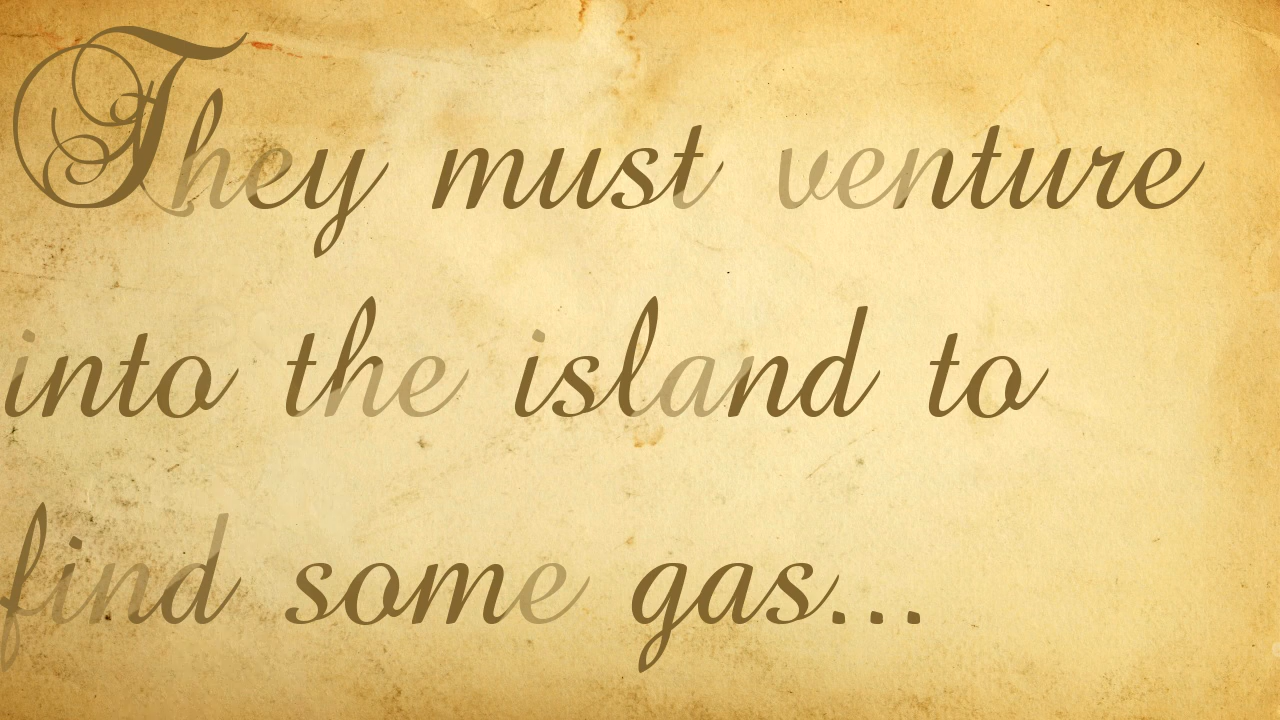 They must venture
into the island to
find some gas...